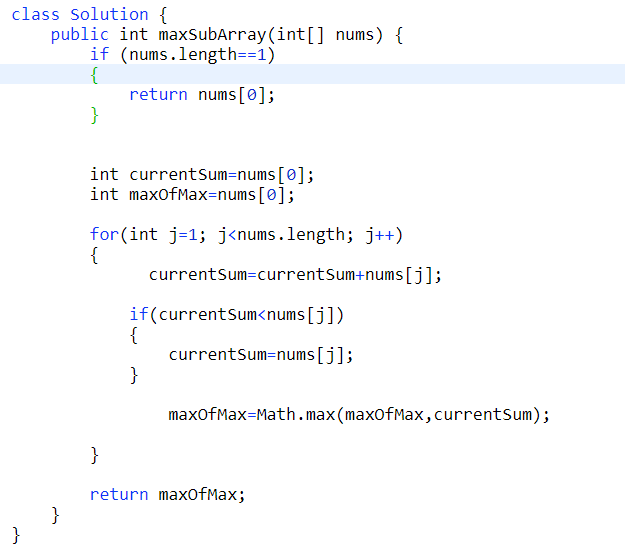 class Solution {
    public int maxSubArray(int[] nums) {
        if (nums.length==1)
        {
            return nums[0];
        }
        int currentSum=nums[0];
        int maxOfMax=nums[0];
        for(int j=1; j<nums.length; j++)
        {
              currentSum=currentSum+nums[j];
            if(currentSum<nums[j])
            {
                currentSum=nums[j];
            }
                maxOfMax=Math.max(maxOfMax,currentSum);
        }
        return maxOfMax;
    }
}